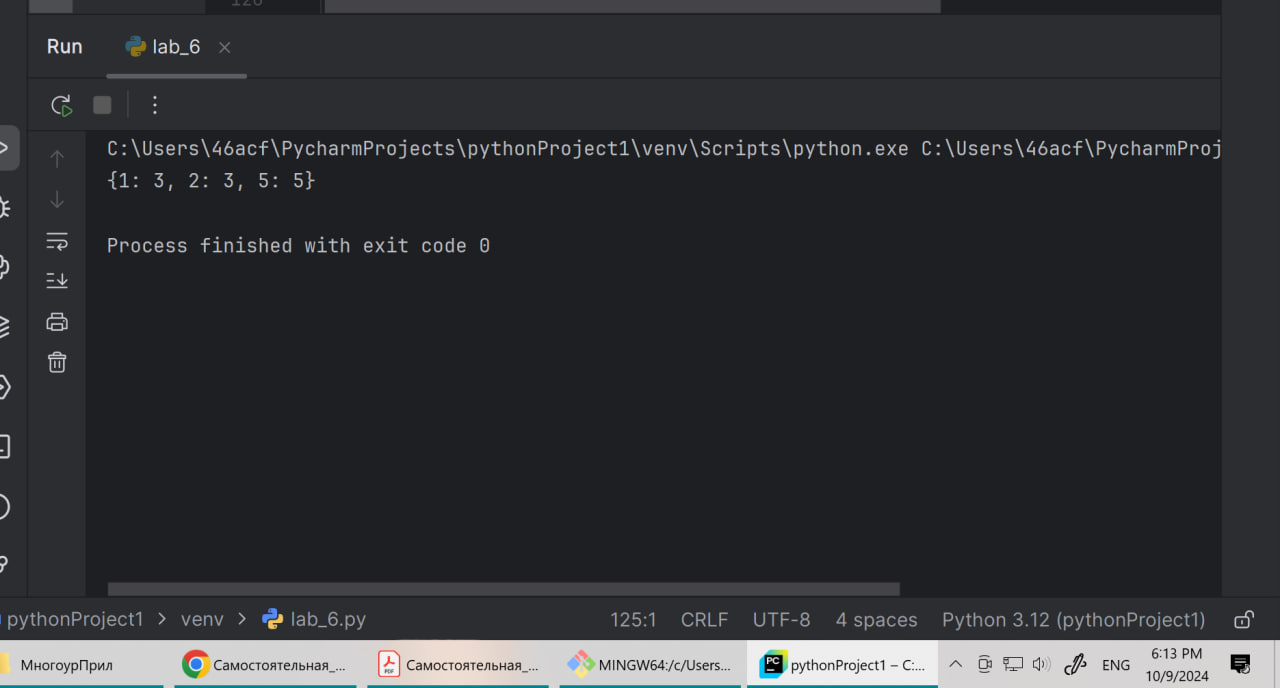 126
Run lab_6
C:\Users\46acf\PycharmProjects\pythonProject1\venv\Scripts\python.exe C:\Users\46acf\PycharmProj
{1: 3, 2: 3, 5: 5}
Process finished with exit code 0
pythonProject1 > venv > lab_6.py 125:1 CRLF UTF-8 4 spaces Python 3.12 (pythonProject1)
МногоурПрил Самостоятельная_... Самостоятельная_... MINGW64:/c/Users... pythonProject1 – C:... ENG 6:13 PM
10/9/2024